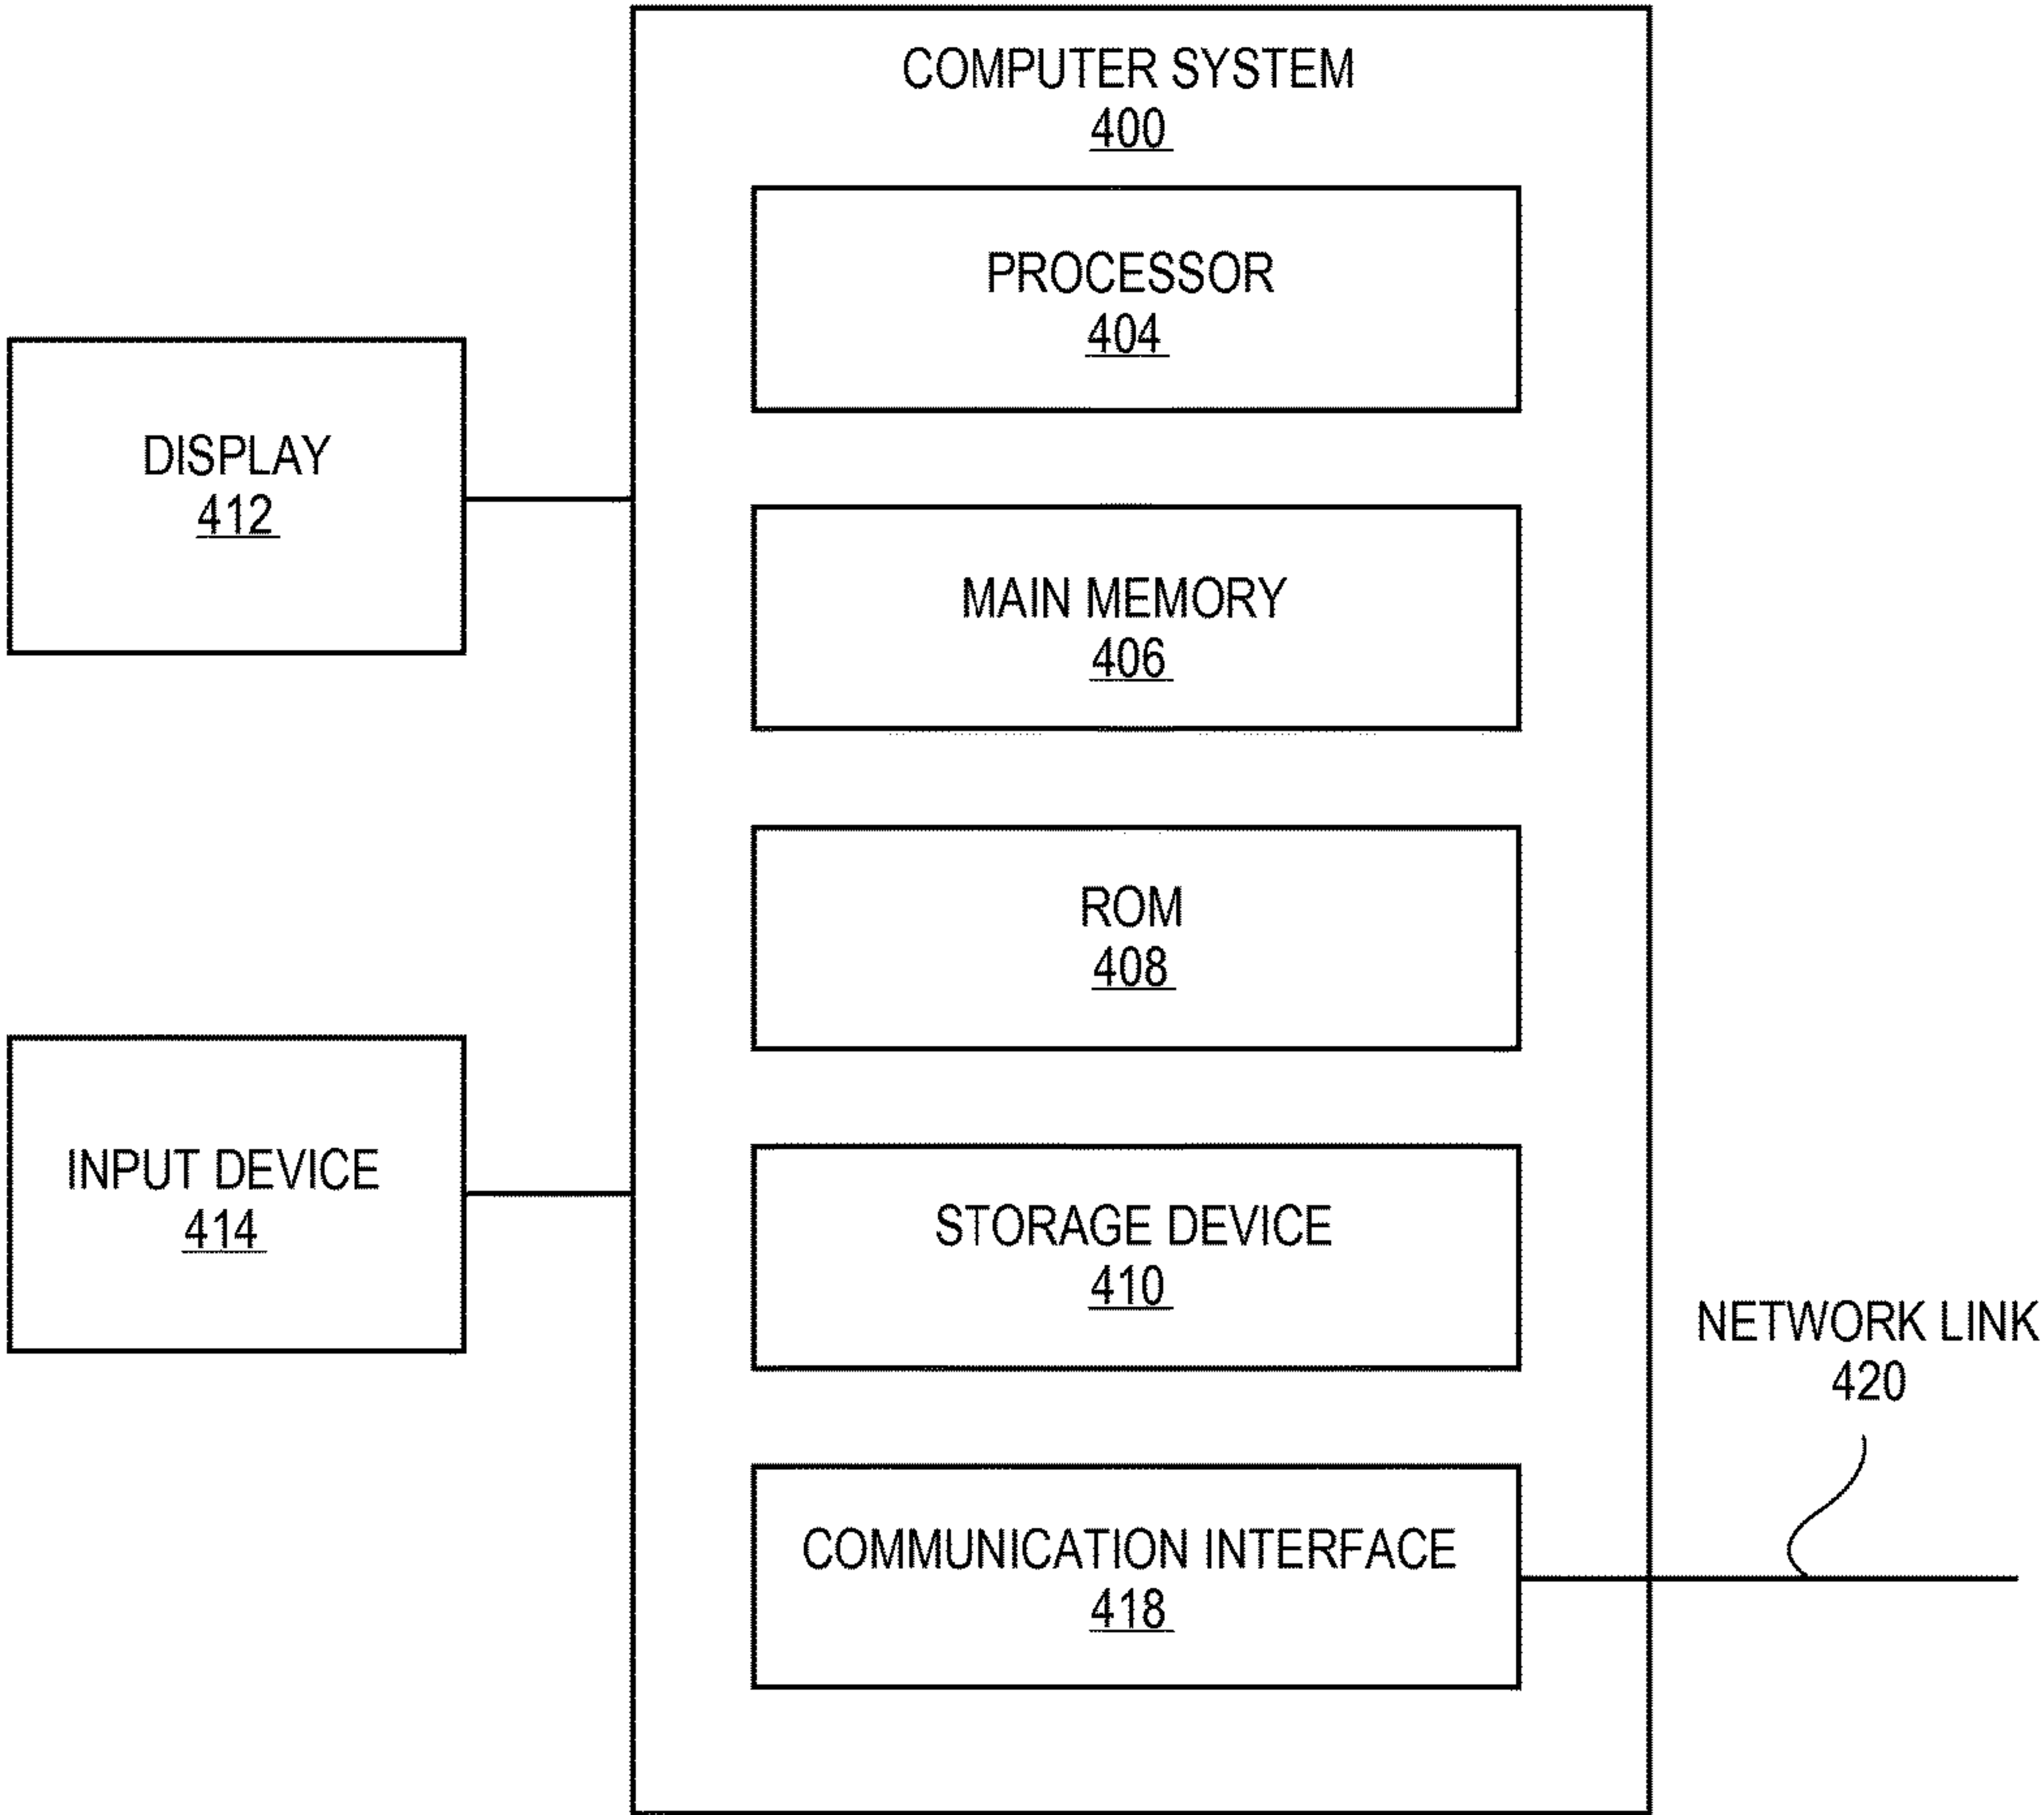 COMPUTER SYSTEM
400
PROCESSOR
404
DISPLAY
412
MAIN MEMORY
406
ROM
408
INPUT DEVICE
414
STORAGE DEVICE
410
NETWORK LINK
420
COMMUNICATION INTERFACE
418